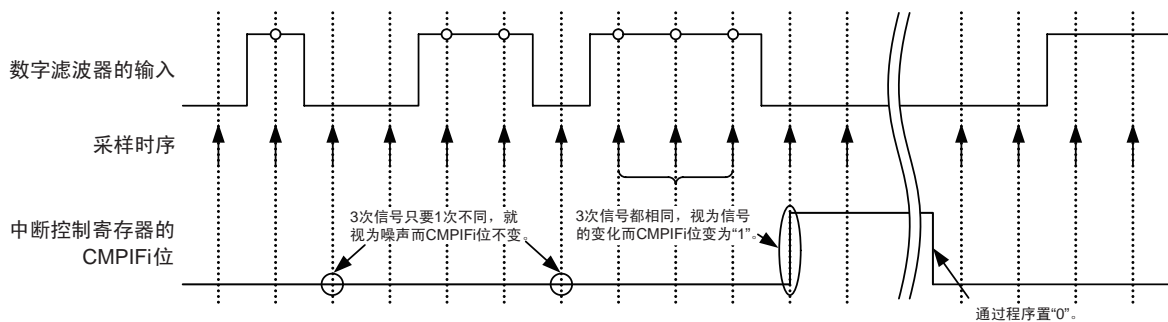 数字滤波器的输入
采样时序
中断控制寄存器的
CMPIFi位
3次信号只要1次不同，就
视为噪声而CMPIFi位不变。
3次信号都相同，视为信号
的变化而CMPIFi位变为“1”。
通过程序置“0”。